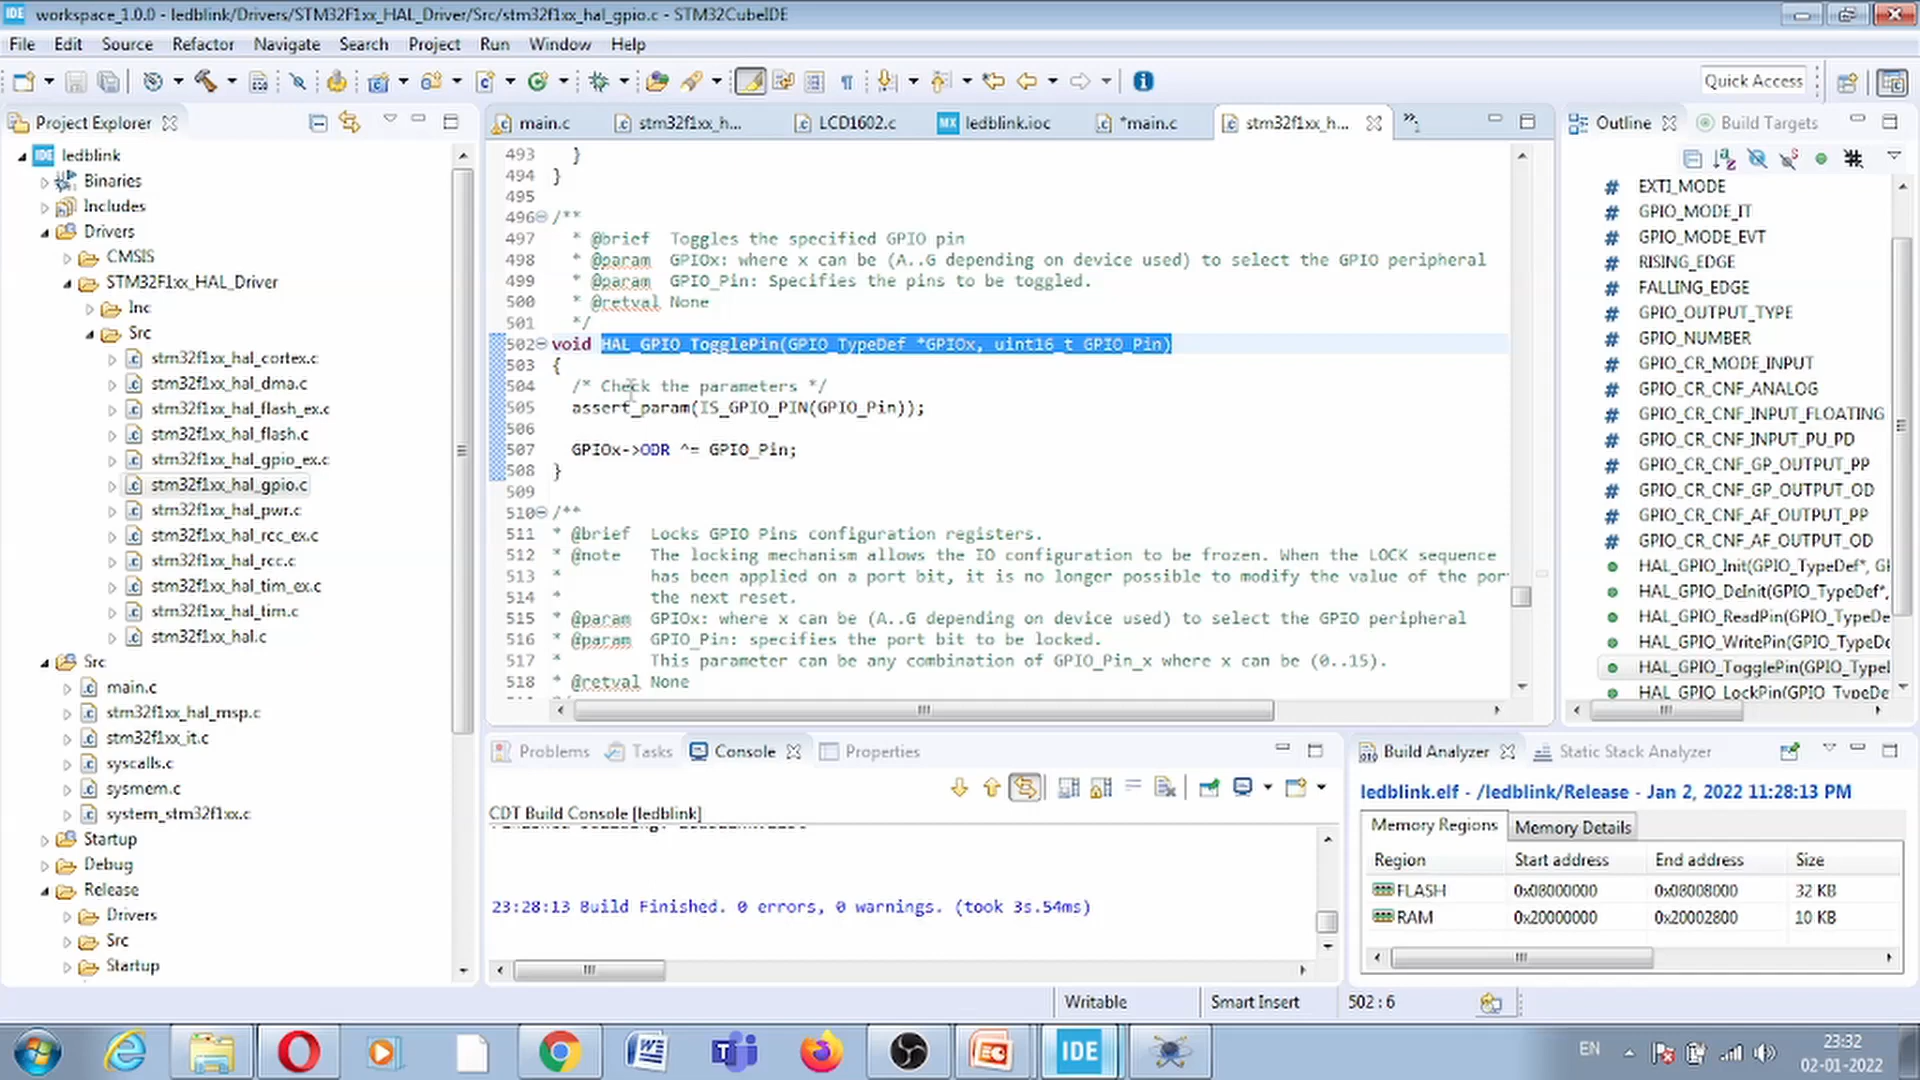 workspace_1.0.0 - ledblink/Drivers/STM32F1xx_HAL_Driver/Src/stm32f1xx_hal_gpio.c - STM32CubeIDE
File Edit Source Refactor Navigate Search Project Run Window Help
Quick Access
Project Explorer
ledblink
Binaries
Includes
Drivers
CMSIS
STM32F1xx_HAL_Driver
Inc
Src
stm32f1xx_hal_cortex.c
stm32f1xx_hal_dma.c
stm32f1xx_hal_flash_ex.c
stm32f1xx_hal_flash.c
stm32f1xx_hal_gpio_ex.c
stm32f1xx_hal_gpio.c
stm32f1xx_hal_pwr.c
stm32f1xx_hal_rcc_ex.c
stm32f1xx_hal_rcc.c
stm32f1xx_hal_tim_ex.c
stm32f1xx_hal_tim.c
stm32f1xx_hal.c
Src
main.c
stm32f1xx_hal_msp.c
stm32f1xx_it.c
syscalls.c
sysmem.c
system_stm32f1xx.c
Startup
Debug
Release
Drivers
Src
Startup
main.c stm32f1xx_h... LCD1602.c ledblink.ioc *main.c stm32f1xx_h...
493 }
494 }
495
496 /**
497 * @brief Toggles the specified GPIO pin
498 * @param GPIOx: where x can be (A..G depending on device used) to select the GPIO peripheral
499 * @param GPIO_Pin: Specifies the pins to be toggled.
500 * @retval None
501 */
502 void HAL_GPIO_TogglePin(GPIO_TypeDef *GPIOx, uint16_t GPIO_Pin)
503 {
504 /* Check the parameters */
505 assert_param(IS_GPIO_PIN(GPIO_Pin));
506
507 GPIOx->ODR ^= GPIO_Pin;
508 }
509
510 /**
511 * @brief Locks GPIO Pins configuration registers.
512 * @note The locking mechanism allows the IO configuration to be frozen. When the LOCK sequence
513 * has been applied on a port bit, it is no longer possible to modify the value of the por
514 * the next reset.
515 * @param GPIOx: where x can be (A..G depending on device used) to select the GPIO peripheral
516 * @param GPIO_Pin: specifies the port bit to be locked.
517 * This parameter can be any combination of GPIO_Pin_x where x can be (0..15).
518 * @retval None
Outline Build Targets
EXTI_MODE
GPIO_MODE_IT
GPIO_MODE_EVT
RISING_EDGE
FALLING_EDGE
GPIO_OUTPUT_TYPE
GPIO_NUMBER
GPIO_CR_MODE_INPUT
GPIO_CR_CNF_ANALOG
GPIO_CR_CNF_INPUT_FLOATING
GPIO_CR_CNF_INPUT_PU_PD
GPIO_CR_CNF_GP_OUTPUT_PP
GPIO_CR_CNF_GP_OUTPUT_OD
GPIO_CR_CNF_AF_OUTPUT_PP
GPIO_CR_CNF_AF_OUTPUT_OD
HAL_GPIO_Init(GPIO_TypeDef*, GI
HAL_GPIO_DeInit(GPIO_TypeDef*,
HAL_GPIO_ReadPin(GPIO_TypeDe
HAL_GPIO_WritePin(GPIO_TypeDe
HAL_GPIO_TogglePin(GPIO_Typel
HAL_GPIO_LockPin(GPIO_TypeDe
Problems Tasks Console Properties
CDT Build Console [ledblink]
23:28:13 Build Finished. 0 errors, 0 warnings. (took 3s.54ms)
Build Analyzer Static Stack Analyzer
ledblink.elf - /ledblink/Release - Jan 2, 2022 11:28:13 PM
Memory Regions Memory Details
Region Start address End address Size
FLASH 0x08000000 0x08008000 32 KB
RAM 0x20000000 0x20002800 10 KB
Writable Smart Insert 502 : 6
IDE
EN
23:32
02-01-2022